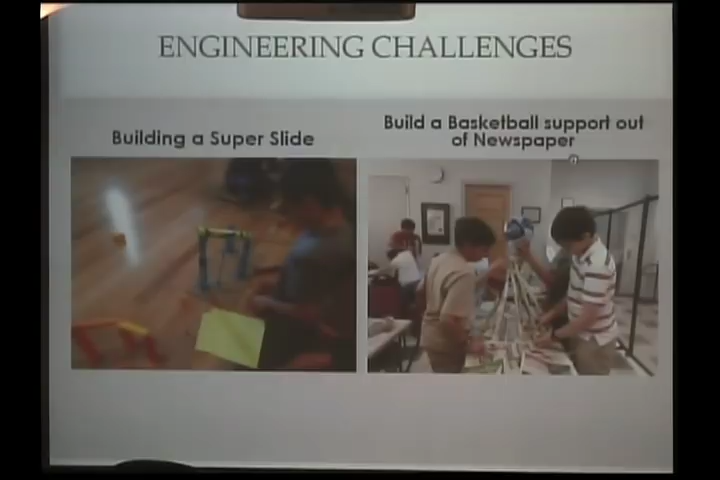 ENGINEERING CHALLENGES
Building a Super Slide
Build a Basketball support out
of Newspaper